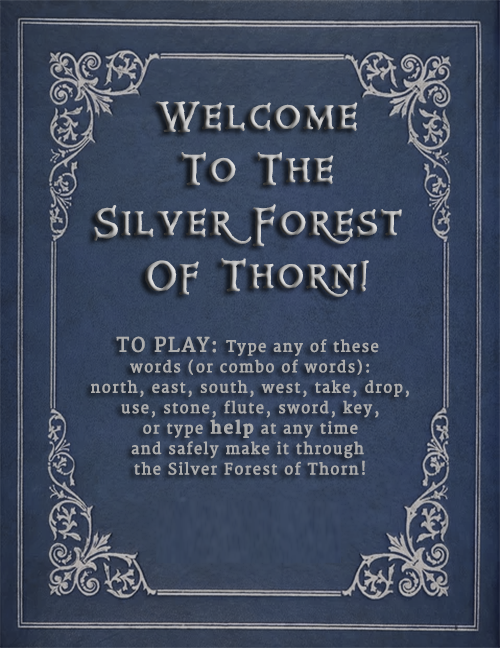 Welcome
To The
Silver Forest
Of Thorn!
TO PLAY: Type any of these
words (or combo of words):
north, east, south, west, take, drop,
use, stone, flute, sword, key,
or type help at any time
and safely make it through
the Silver Forest of Thorn!